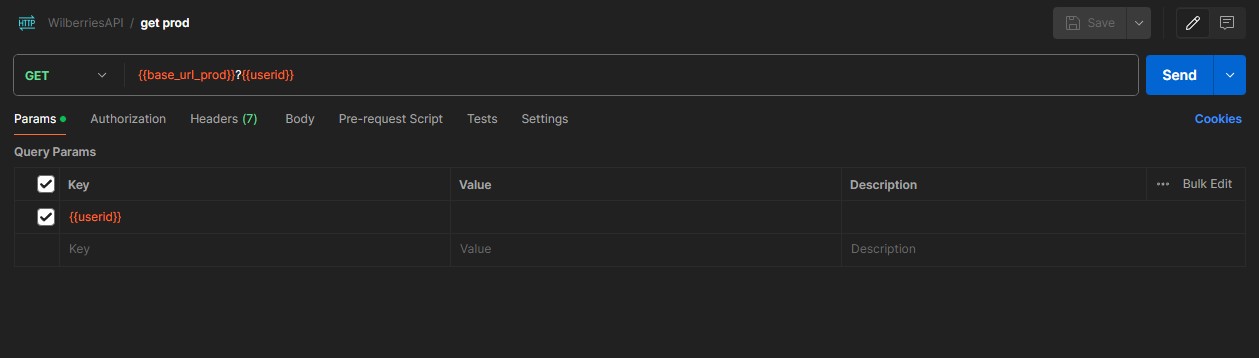 HTTP WilberriesAPI / get prod Save
GET {{base_url_prod}}?{{userid}} Send
Params Authorization Headers (7) Body Pre-request Script Tests Settings Cookies
Query Params
Key Value Description ••• Bulk Edit
{{userid}}
Key Value Description